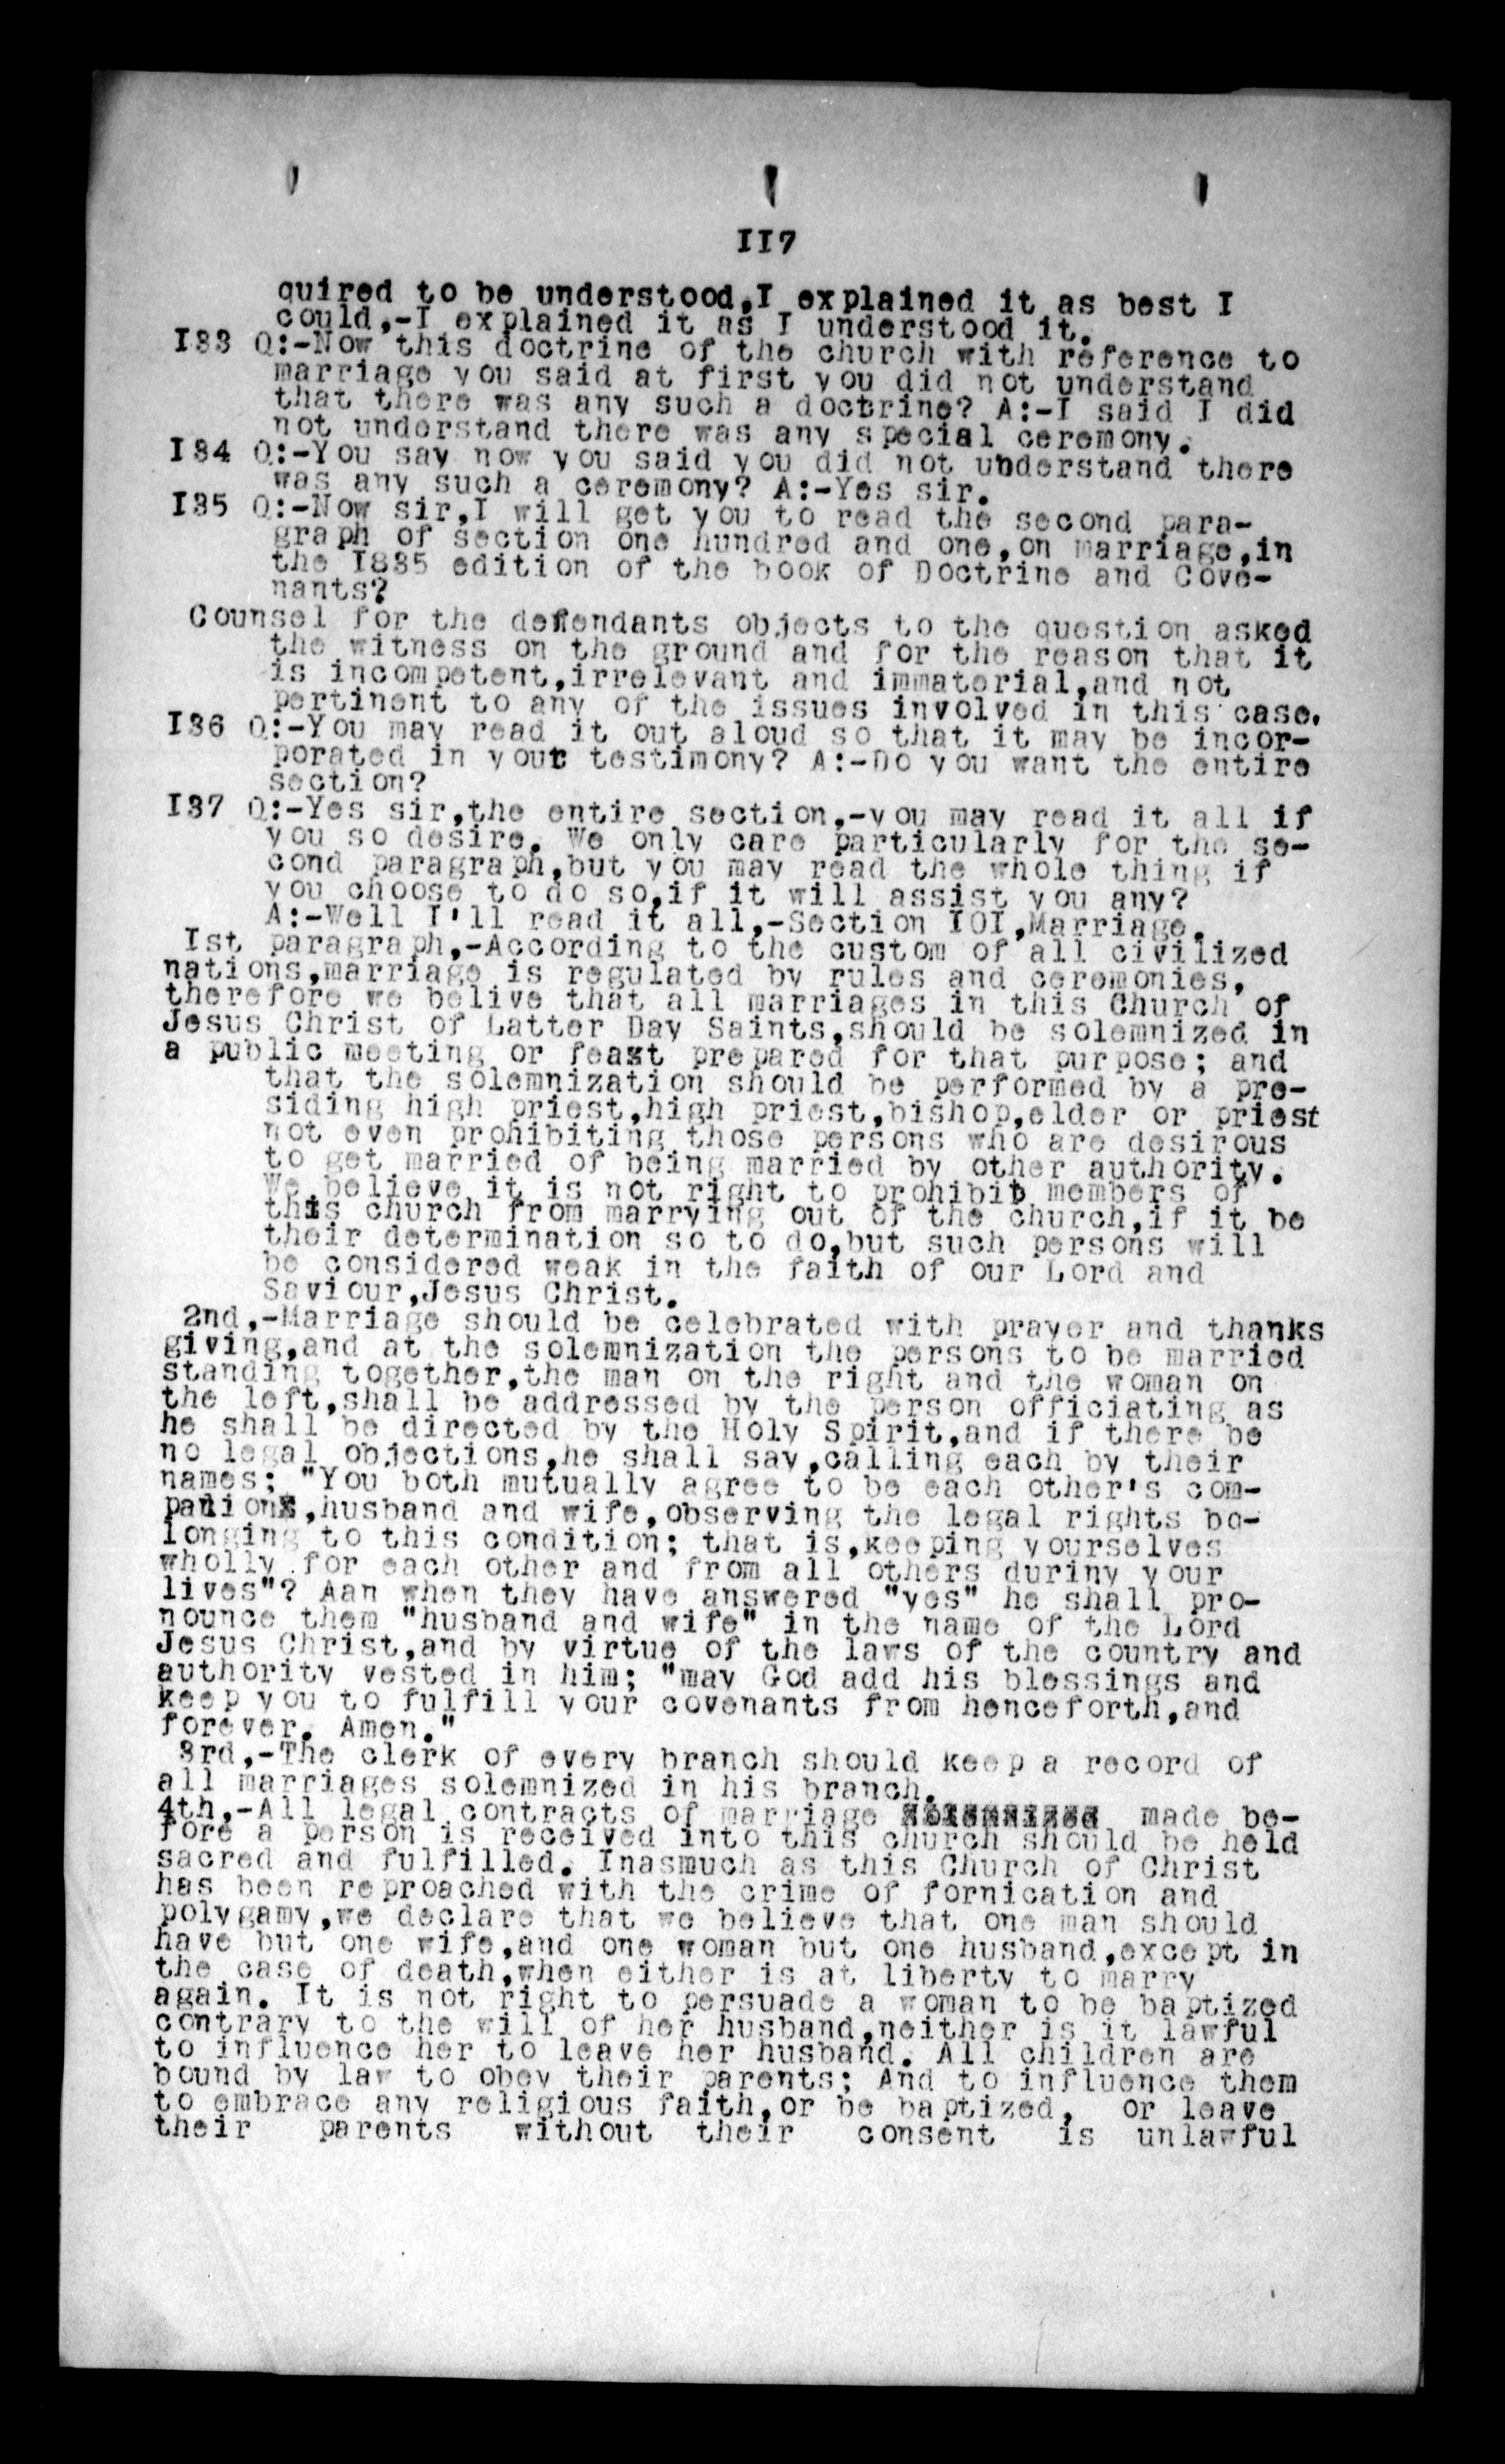 II7
quired to be understood,I explained it as best I
could,-I explained it as I understood it.
I33 Q:-Now this doctrine of the church with reference to
marriage you said at first you did not understand
that there was any such a doctrine? A:-I said I did
not understand there was any special ceremony.
I34 Q:-You say now you said you did not understand there
was any such a ceremony? A:-Yes sir.
I35 Q:-Now sir,I will get you to read the second para-
graph of section one hundred and one,on marriage,in
the I835 edition of the book of Doctrine and Cove-
nants?
Counsel for the defendants objects to the question asked
the witness on the ground and for the reason that it
is incompetent,irrelevant and immaterial,and not
pertinent to any of the issues involved in this case.
I36 Q:-You may read it out aloud so that it may be incor-
porated in your testimony? A:-Do you want the entire
section?
I37 Q:-Yes sir,the entire section,-you may read it all if
you so desire. We only care particularly for the se-
cond paragraph,but you may read the whole thing if
you choose to do so,if it will assist you any?
A:-Well I'll read it all,-Section IOI,Marriage.
Ist paragraph,-According to the custom of all civilized
nations,marriage is regulated by rules and ceremonies,
therefore we belive that all marriages in this Church of
Jesus Christ of Latter Day Saints,should be solemnized in
a public meeting or feast prepared for that purpose; and
that the solemnization should be performed by a pre-
siding high priest,high priest,bishop,elder or priest
not even prohibiting those persons who are desirous
to get married of being married by other authority.
We believe it is not right to prohibit members of
this church from marrying out of the church,if it be
their determination so to do,but such persons will
be considered weak in the faith of our Lord and
Saviour,Jesus Christ.
2nd,-Marriage should be celebrated with prayer and thanks
giving,and at the solemnization the persons to be married
standing together,the man on the right and the woman on
the left,shall be addressed by the person officiating as
he shall be directed by the Holy Spirit,and if there be
no legal objections,he shall say,calling each by their
names: "You both mutually agree to be each other's com-
panions,husband and wife,observing the legal rights be-
longing to this condition; that is,keeping yourselves
wholly for each other and from all others duriny your
lives"? Aan when they have answered "yes" he shall pro-
nounce them "husband and wife" in the name of the Lord
Jesus Christ,and by virtue of the laws of the country and
authority vested in him; "may God add his blessings and
keep you to fulfill your covenants from henceforth,and
forever. Amen."
3rd,-The clerk of every branch should keep a record of
all marriages solemnized in his branch.
4th,-All legal contracts of marriage made be-
fore a person is received into this church should be held
sacred and fulfilled. Inasmuch as this Church of Christ
has been reproached with the crime of fornication and
polygamy,we declare that we believe that one man should
have but one wife,and one woman but one husband,except in
the case of death,when either is at liberty to marry
again. It is not right to persuade a woman to be baptized
contrary to the will of her husband,neither is it lawful
to influence her to leave her husband. All children are
bound by law to obey their parents; And to influence them
to embrace any religious faith,or be baptized, or leave
their parents without their consent is unlawful